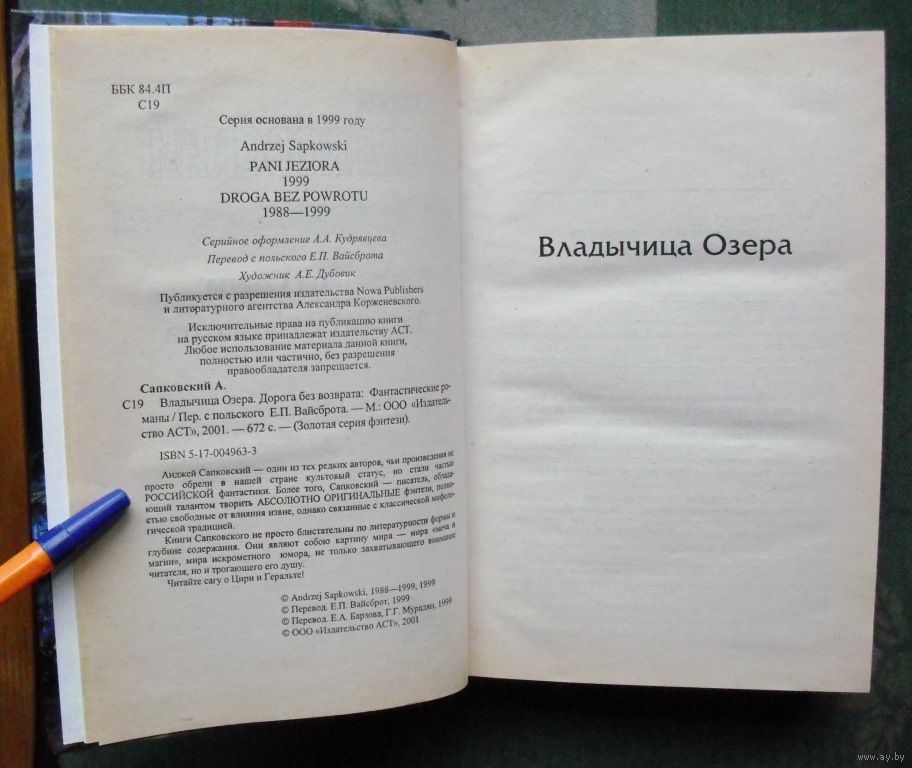 ББК 84.4П
С19
Серия основана в 1999 году
Andrzej Sapkowski
PANI JEZIORA
1999
DROGA BEZ POWROTU
1988—1999
Серийное оформление А.А. Кудрявцева
Перевод с польского Е.П. Вайсброта
Художник А.Е. Дубовик
Публикуется с разрешения издательства Nowa Publishers
и литературного агентства Александра Корженевского.
Исключительные права на публикацию книги
на русском языке принадлежат издательству АСТ.
Любое использование материала данной книги,
полностью или частично, без разрешения
правообладателя запрещается.
Сапковский А.
С19 Владычица Озера. Дорога без возврата: Фантастические ро-
маны / Пер. с польского Е.П. Вайсброта. — М.: ООО «Издатель-
ство АСТ», 2001. — 672 с. — (Золотая серия фэнтези).
ISBN 5-17-004963-3
Анджей Сапковский — один из тех редких авторов, чьи произведения не
просто обрели в нашей стране культовый статус, но стали частью
РОССИЙСКОЙ фантастики. Более того, Сапковский — писатель, облада-
ющий талантом творить АБСОЛЮТНО ОРИГИНАЛЬНЫЕ фэнтези, полно-
стью свободные от влияния извне, однако связанные с классической мифоло-
гической традицией.
Книги Сапковского не просто блистательны по литературности формы и
глубине содержания. Они являют собою картину мира — мира «меча и
магии», мира искрометного юмора, не только захватывающего внимание
читателя, но и трогающего его душу.
Читайте сагу о Цири и Геральте!
© Andrzej Sapkowski, 1988—1999, 1999
© Перевод. Е.П. Вайсброт, 1999
© Перевод. Е.А. Барзова, Г.Г. Мурадян, 1999
© ООО «Издательство АСТ», 2001
Владычица Озера
www.ay.by